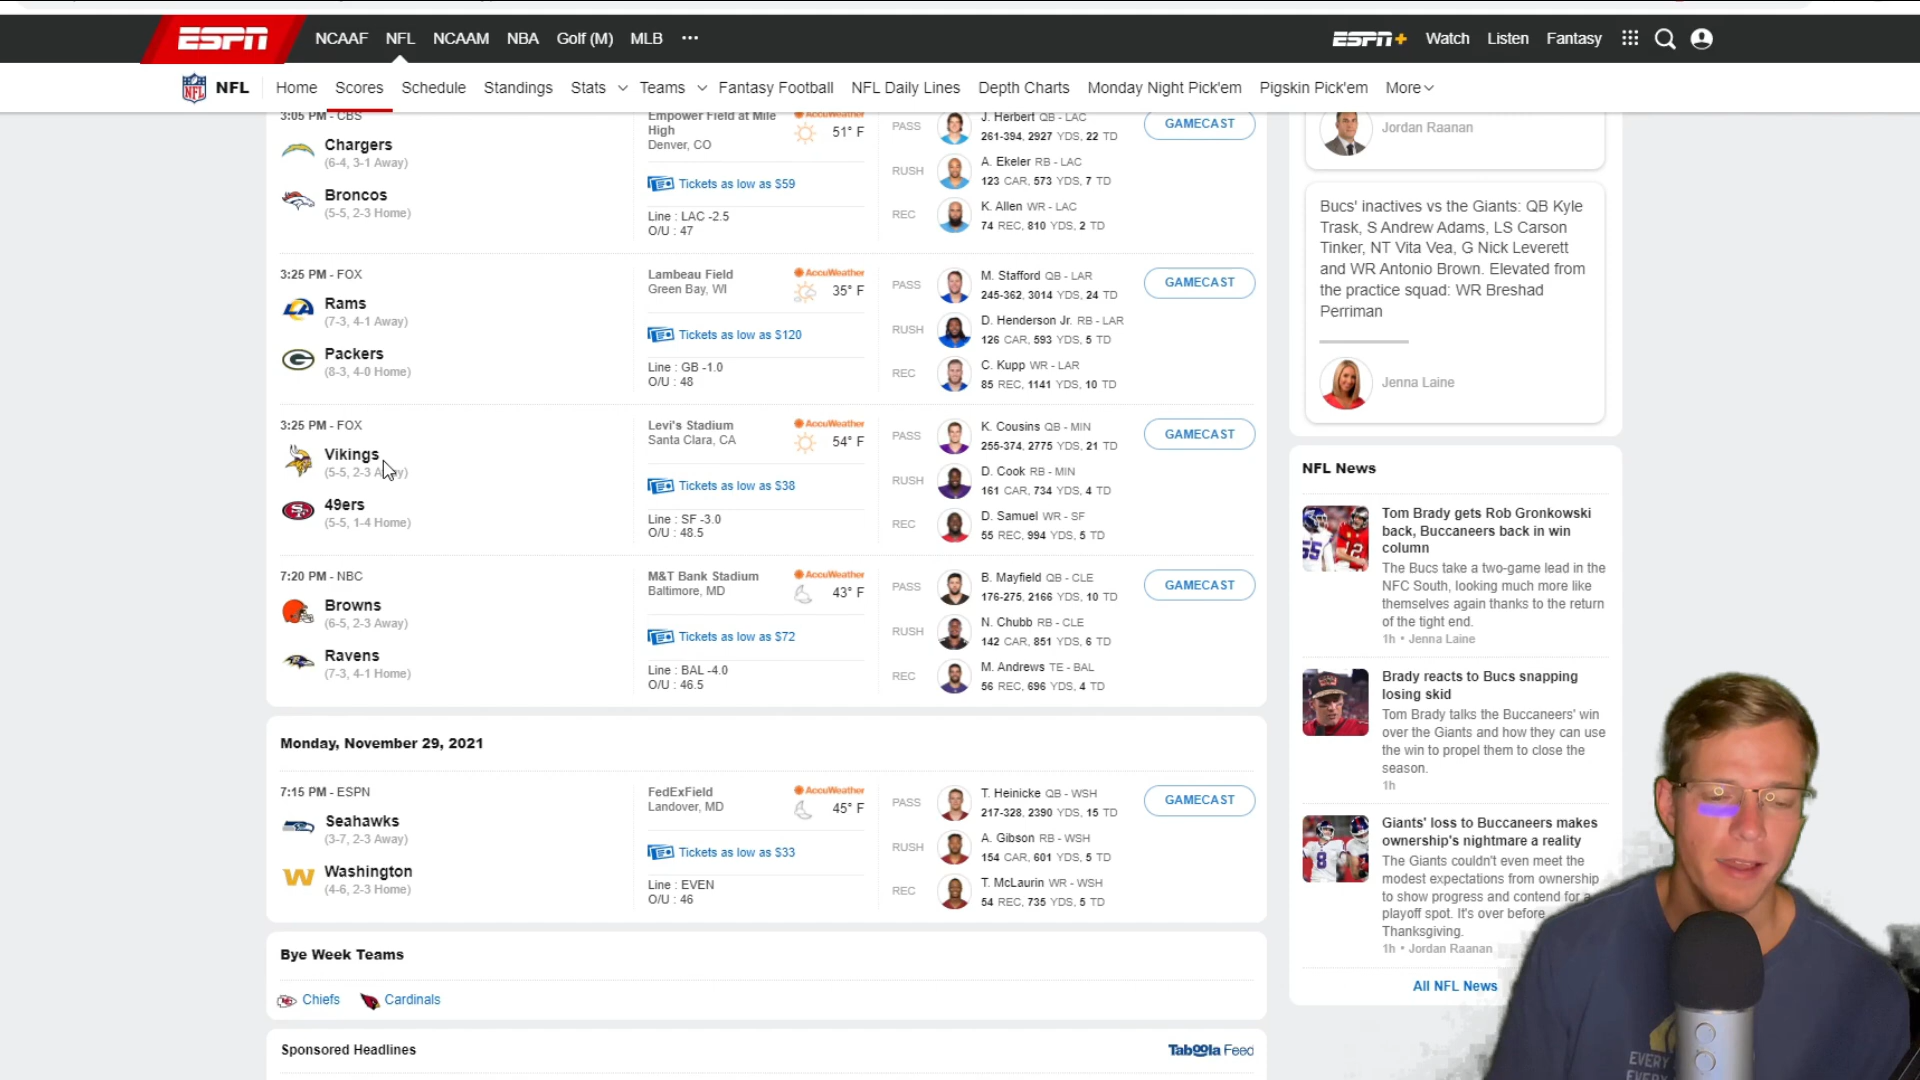 ESPN NCAAF NFL NCAAM NBA Golf (M) MLB ••• ESPN+ Watch Listen Fantasy
NFL Home Scores Schedule Standings Stats Teams Fantasy Football NFL Daily Lines Depth Charts Monday Night Pick'em Pigskin Pick'em More
3:05 PM - CBS
Chargers
(6-4, 3-1 Away)
Broncos
(5-5, 2-3 Home)
Empower Field at Mile
High
Denver, CO
AccuWeather
51° F
Tickets as low as $59
Line : LAC -2.5
O/U : 47
PASS
J. Herbert QB - LAC
261-394, 2927 YDS, 22 TD
RUSH
A. Ekeler RB - LAC
123 CAR, 573 YDS, 7 TD
REC
K. Allen WR - LAC
74 REC, 810 YDS, 2 TD
GAMECAST
3:25 PM - FOX
Rams
(7-3, 4-1 Away)
Packers
(8-3, 4-0 Home)
Lambeau Field
Green Bay, WI
AccuWeather
35° F
Tickets as low as $120
Line : GB -1.0
O/U : 48
PASS
M. Stafford QB - LAR
245-362, 3014 YDS, 24 TD
RUSH
D. Henderson Jr. RB - LAR
126 CAR, 593 YDS, 5 TD
REC
C. Kupp WR - LAR
85 REC, 1141 YDS, 10 TD
GAMECAST
3:25 PM - FOX
Vikings
(5-5, 2-3 Away)
49ers
(5-5, 1-4 Home)
Levi's Stadium
Santa Clara, CA
AccuWeather
54° F
Tickets as low as $38
Line : SF -3.0
O/U : 48.5
PASS
K. Cousins QB - MIN
255-374, 2775 YDS, 21 TD
RUSH
D. Cook RB - MIN
161 CAR, 734 YDS, 4 TD
REC
D. Samuel WR - SF
55 REC, 994 YDS, 5 TD
GAMECAST
7:20 PM - NBC
Browns
(6-5, 2-3 Away)
Ravens
(7-3, 4-1 Home)
M&T Bank Stadium
Baltimore, MD
AccuWeather
43° F
Tickets as low as $72
Line : BAL -4.0
O/U : 46.5
PASS
B. Mayfield QB - CLE
176-275, 2166 YDS, 10 TD
RUSH
N. Chubb RB - CLE
142 CAR, 851 YDS, 6 TD
REC
M. Andrews TE - BAL
56 REC, 696 YDS, 4 TD
GAMECAST
Monday, November 29, 2021
7:15 PM - ESPN
Seahawks
(3-7, 2-3 Away)
Washington
(4-6, 2-3 Home)
FedExField
Landover, MD
AccuWeather
45° F
Tickets as low as $33
Line : EVEN
O/U : 46
PASS
T. Heinicke QB - WSH
217-328, 2390 YDS, 15 TD
RUSH
A. Gibson RB - WSH
154 CAR, 601 YDS, 5 TD
REC
T. McLaurin WR - WSH
54 REC, 735 YDS, 5 TD
GAMECAST
Bye Week Teams
Chiefs Cardinals
Sponsored Headlines
Taboola Feed
Jordan Raanan
Bucs' inactives vs the Giants: QB Kyle
Trask, S Andrew Adams, LS Carson
Tinker, NT Vita Vea, G Nick Leverett
and WR Antonio Brown. Elevated from
the practice squad: WR Breshad
Perriman
Jenna Laine
NFL News
Tom Brady gets Rob Gronkowski
back, Buccaneers back in win
column
The Bucs take a two-game lead in the
NFC South, looking much more like
themselves again thanks to the return
of the tight end.
1h • Jenna Laine
Brady reacts to Bucs snapping
losing skid
Tom Brady talks the Buccaneers' win
over the Giants and how they can use
the win to propel them to close the
season.
1h
Giants' loss to Buccaneers makes
ownership's nightmare a reality
The Giants couldn't even meet the
modest expectations from ownership
to show progress and contend for a
playoff spot. It's over before
Thanksgiving.
1h • Jordan Raanan
All NFL News
EVERY
EVERY